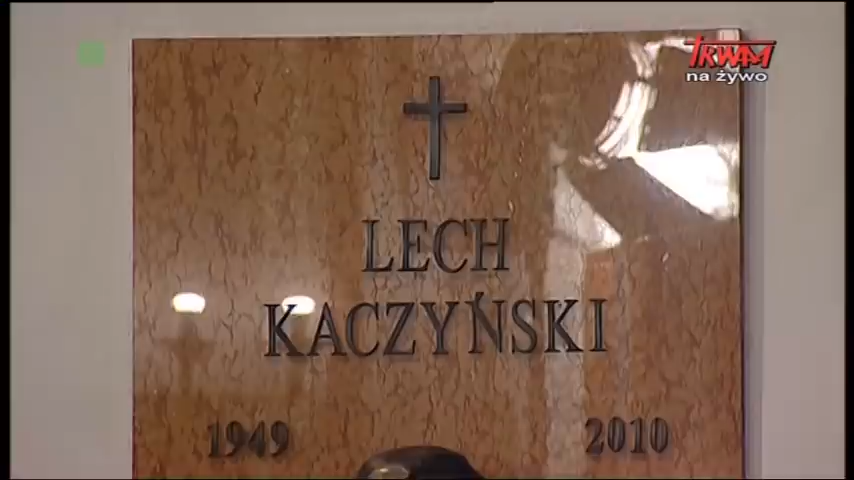 TRWAM
na żywo
LECH
KACZYŃSKI
1949 2010